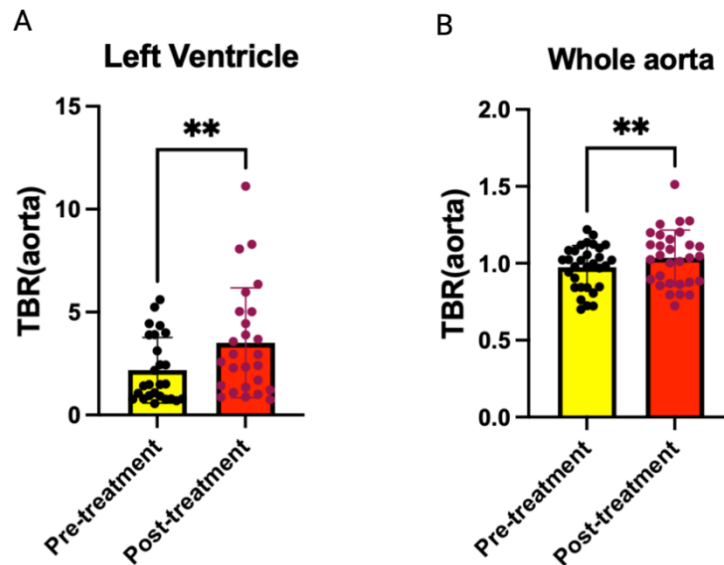 A
Left Ventricle
TBR(aorta)
15
10
5
0
**
Pre-treatment
Post-treatment
B
Whole aorta
TBR(aorta)
2.0
1.5
1.0
0.5
0.0
**
Pre-treatment
Post-treatment